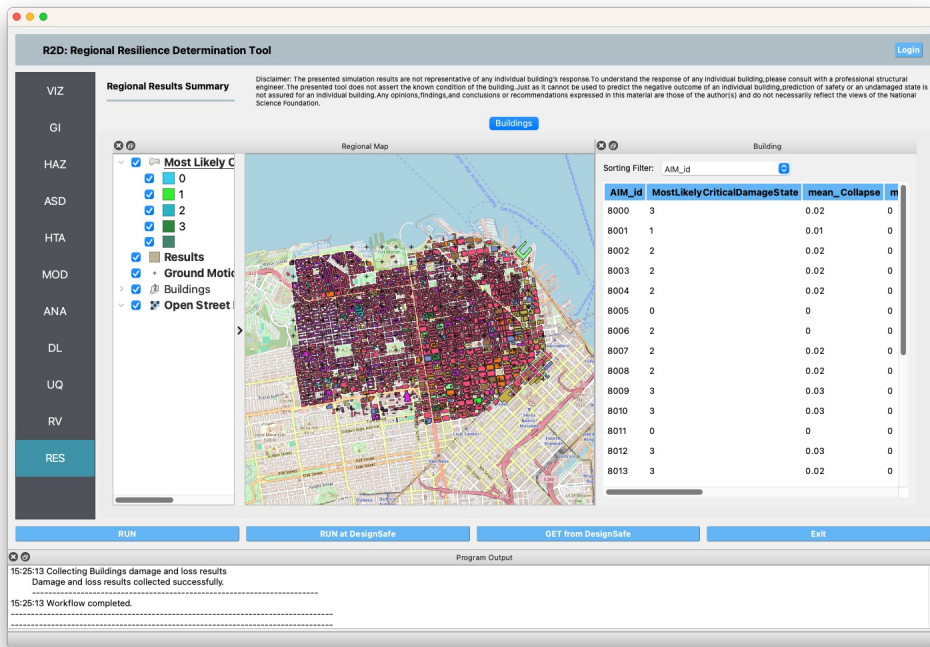 R2D: Regional Resilience Determination Tool
Login
VIZ
GI
HAZ
ASD
HTA
MOD
ANA
DL
UQ
RV
RES
Regional Results Summary
Disclaimer: The presented simulation results are not representative of any individual building's response.To understand the response of any individual building,please consult with a professional structural
engineer.The presented tool does not assert the known condition of the building.Just as it cannot be used to predict the negative outcome of an individual building,prediction of safety or an undamaged state is
not assured for an individual building.Any opinions,findings,and conclusions or recommendations expressed in this material are those of the author(s) and do not necessarily reflect the views of the National
Science Foundation.
Buildings
Regional Map
Most Likely C
0
1
2
3
Results
Ground Motio
Buildings
Open Street
Building
Sorting Filter: AIM_id
AIM_id MostLikelyCriticalDamageState mean_Collapse m
8000 3 0.02 0
8001 1 0.01 0
8002 2 0.02 0
8003 2 0.02 0
8004 2 0.02 0
8005 0 0 0
8006 2 0 0
8007 2 0.02 0
8008 2 0.02 0
8009 3 0.03 0
8010 3 0.03 0
8011 0 0 0
8012 3 0.03 0
8013 3 0.02 0
RUN
RUN at DesignSafe
GET from DesignSafe
Exit
Program Output
15:25:13 Collecting Buildings damage and loss results
Damage and loss results collected successfully.
15:25:13 Workflow completed.